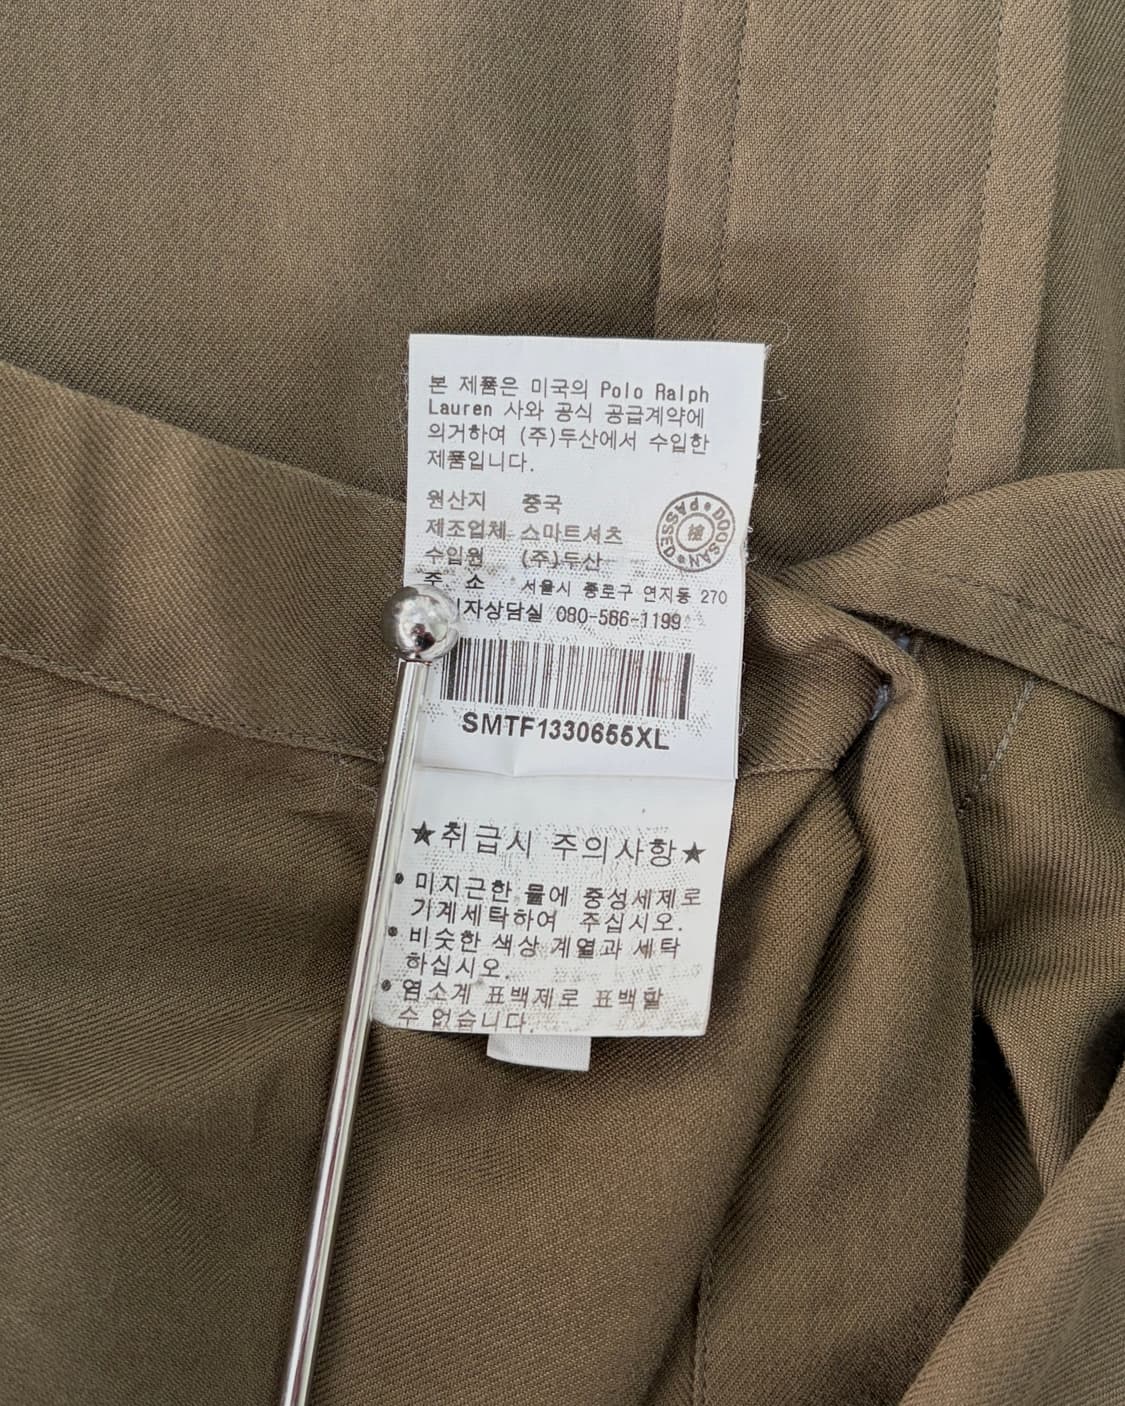 본 제품은 미국의 Polo Ralph
Lauren 사와 공식 공급계약에
의거하여 (주)두산에서 수입한
제품입니다.
원산지 중국
제조업체 스마트셔츠
수입원 (주)두산
주 소 서울시 종로구 연지동 270
자상담실 080-566-1199
DOOSAN PASSED
SMTF1330655XL
★취급시 주의사항★
• 미지근한 물에 중성세제로
기계세탁하여 주십시오.
• 비슷한 색상 계열과 세탁
하십시오.
• 염소계 표백제로 표백할
수 없습니다.